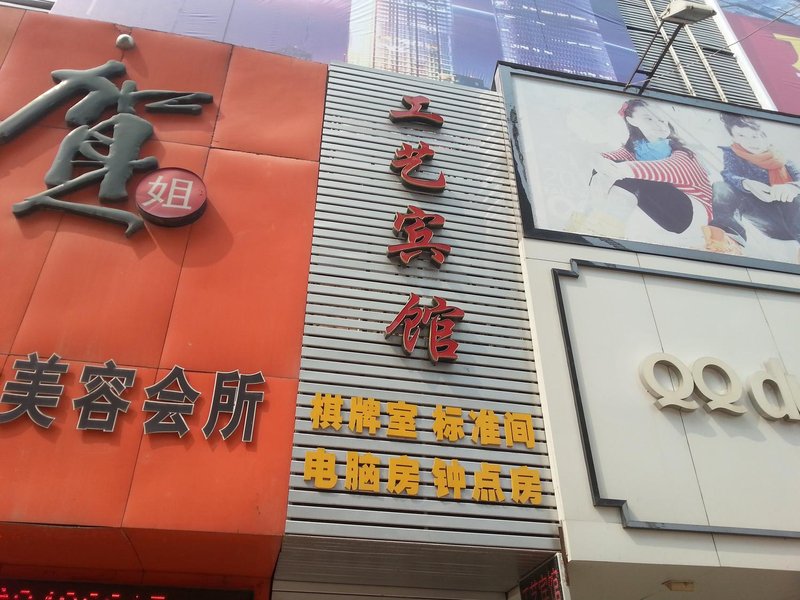 姐
美容会所
工艺宾馆
棋牌室 标准间
电脑房 钟点房
QQd